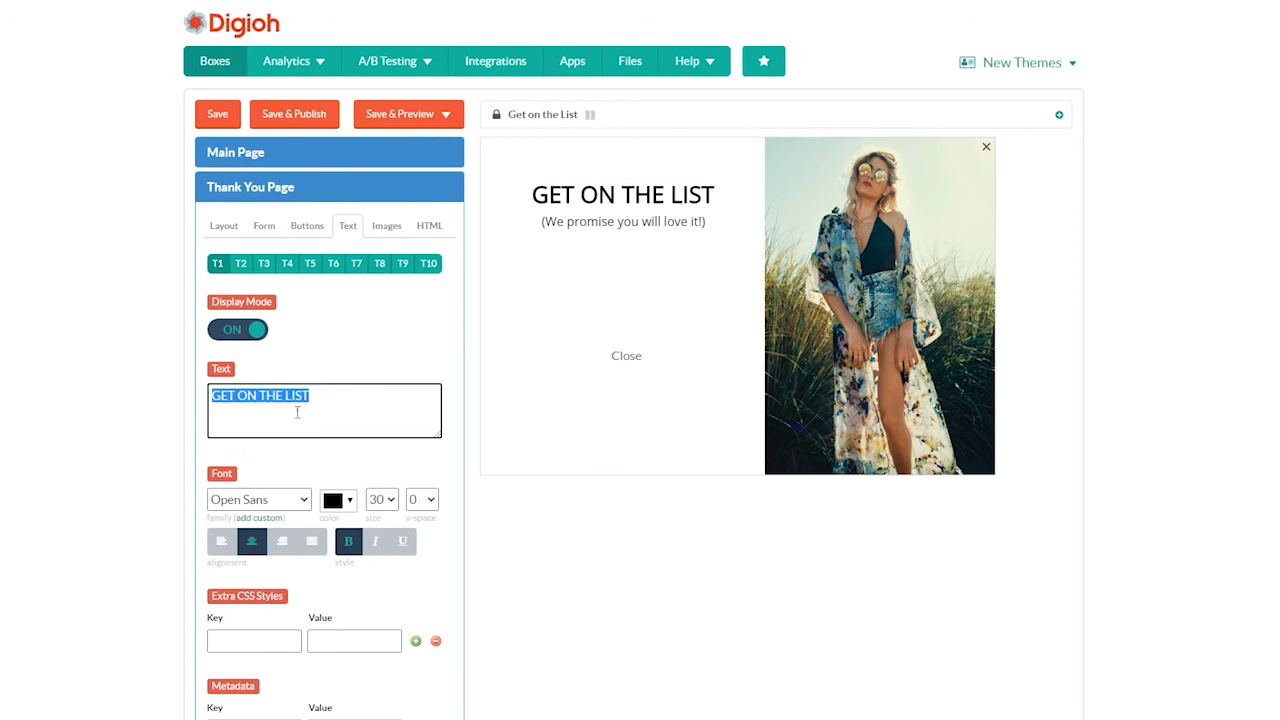 Digioh
Boxes Analytics A/B Testing Integrations Apps Files Help
New Themes
Save Save & Publish Save & Preview
Get on the List
Main Page
Thank You Page
Layout Form Buttons Text Images HTML
T1 T2 T3 T4 T5 T6 T7 T8 T9 T10
Display Mode
ON
Text
GET ON THE LIST
Font
Open Sans 30 0
family (add custom) color size v-space
B I U
alignment style
Extra CSS Styles
Key Value
Metadata
Key Value
GET ON THE LIST
(We promise you will love it!)
Close